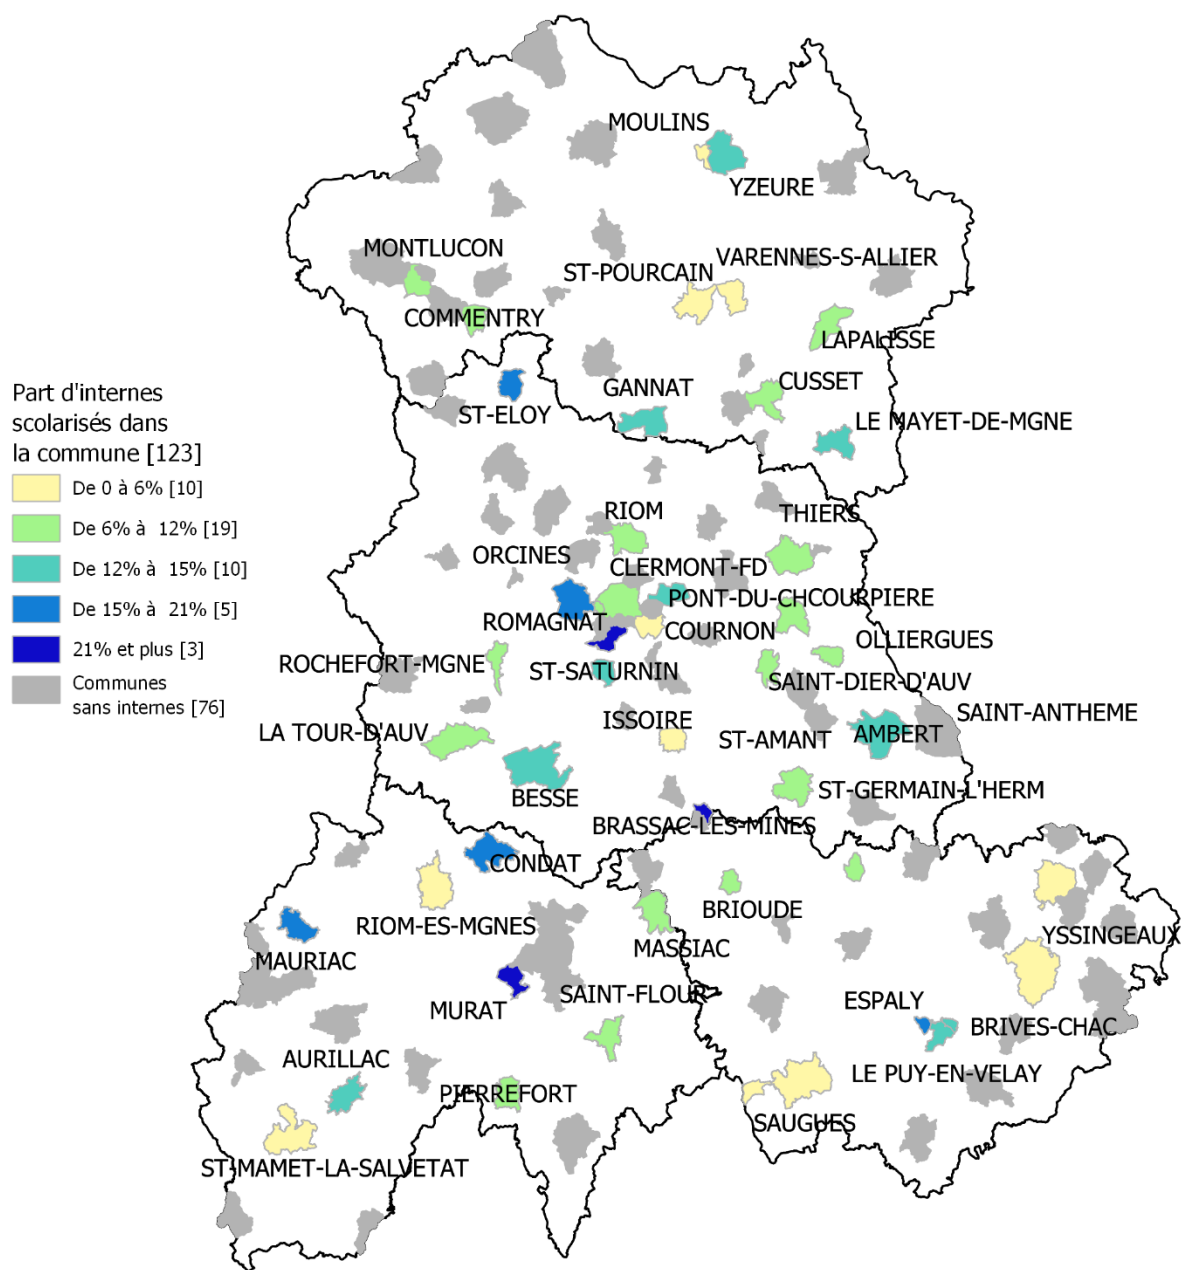 MOULINS
YZEURE
MONTLUCON
VARENNES-S-ALLIER
ST-POURCAIN
COMMENTRY
LAPALISSE
GANNAT
CUSSET
ST-ELOY
LE MAYET-DE-MGNE
Part d'internes
scolarisés dans
la commune [123]
De 0 à 6% [10]
De 6% à 12% [19]
De 12% à 15% [10]
De 15% à 21% [5]
21% et plus [3]
Communes
sans internes [76]
RIOM
THIERS
ORCINES
CLERMONT-FD
PONT-DU-CHCOURPIERE
ROMAGNAT
COURNON
OLLIERGUES
ROCHEFORT-MGNE
ST-SATURNIN
SAINT-DIER-D'AUV
SAINT-ANTHEME
ISSOIRE
LA TOUR-D'AUV
ST-AMANT
AMBERT
BESSE
ST-GERMAIN-L'HERM
BRASSAC-LES-MINES
CONDAT
BRIOUDE
RIOM-ES-MGNES
MASSIAC
YSSINGEAUX
MAURIAC
SAINT-FLOUR
ESPALY
MURAT
BRIVES-CHAC
AURILLAC
LE PUY-EN-VELAY
PIERREFORT
SAUGUES
ST-MAMET-LA-SALVETAT